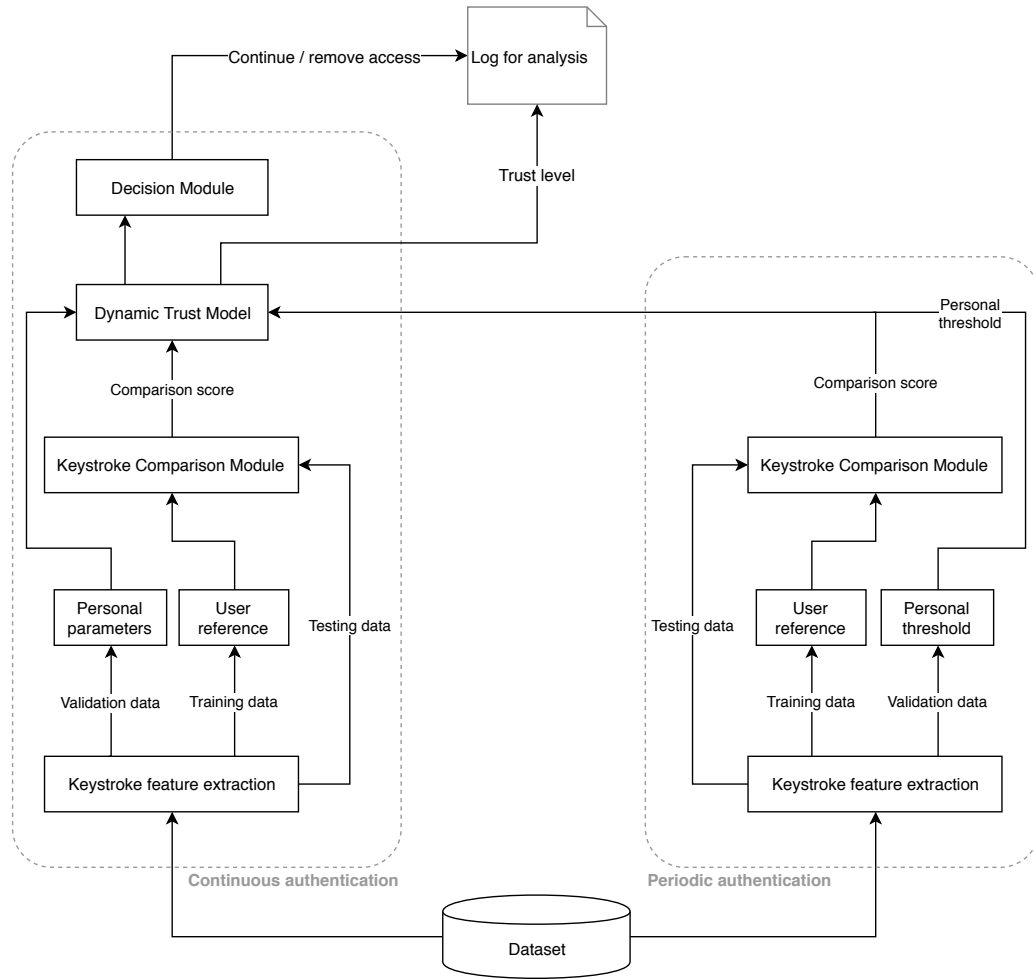 Continue / remove access
Log for analysis
Decision Module
Trust level
Dynamic Trust Model
Personal
threshold
Comparison score
Comparison score
Keystroke Comparison Module
Keystroke Comparison Module
Personal
parameters
User
reference
Testing data
Testing data
User
reference
Personal
threshold
Validation data
Training data
Training data
Validation data
Keystroke feature extraction
Keystroke feature extraction
Continuous authentication
Periodic authentication
Dataset